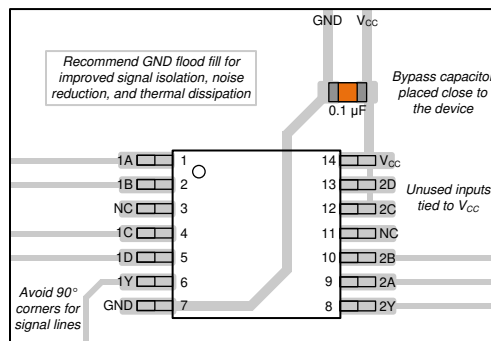 GND VCC
Recommend GND flood fill for
improved signal isolation, noise
reduction, and thermal dissipation
Bypass capacitor
placed close to
the device
0.1 µF
1A 1 14 VCC
1B 2 13 2D
NC 3 12 2C
Unused inputs
tied to VCC
11 NC
1C 4
1D 5 10 2B
1Y 6 9 2A
GND 7 8 2Y
Avoid 90°
corners for
signal lines